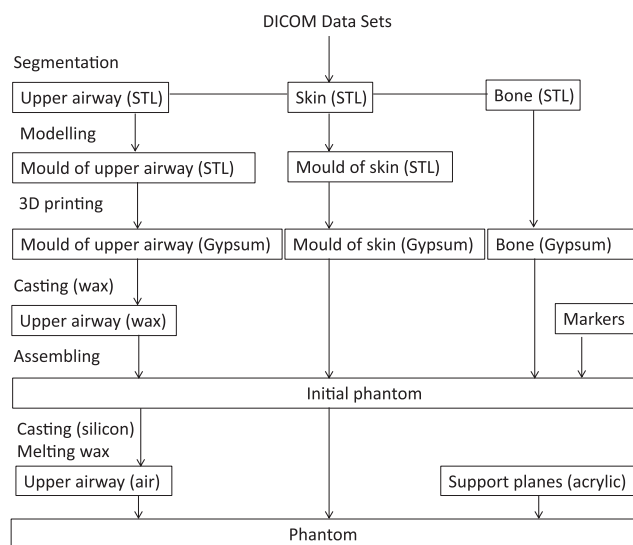 DICOM Data Sets
Segmentation
Upper airway (STL)
Skin (STL)
Bone (STL)
Modelling
Mould of upper airway (STL)
Mould of skin (STL)
3D printing
Mould of upper airway (Gypsum)
Mould of skin (Gypsum)
Bone (Gypsum)
Casting (wax)
Upper airway (wax)
Markers
Assembling
Initial phantom
Casting (silicon)
Melting wax
Upper airway (air)
Support planes (acrylic)
Phantom